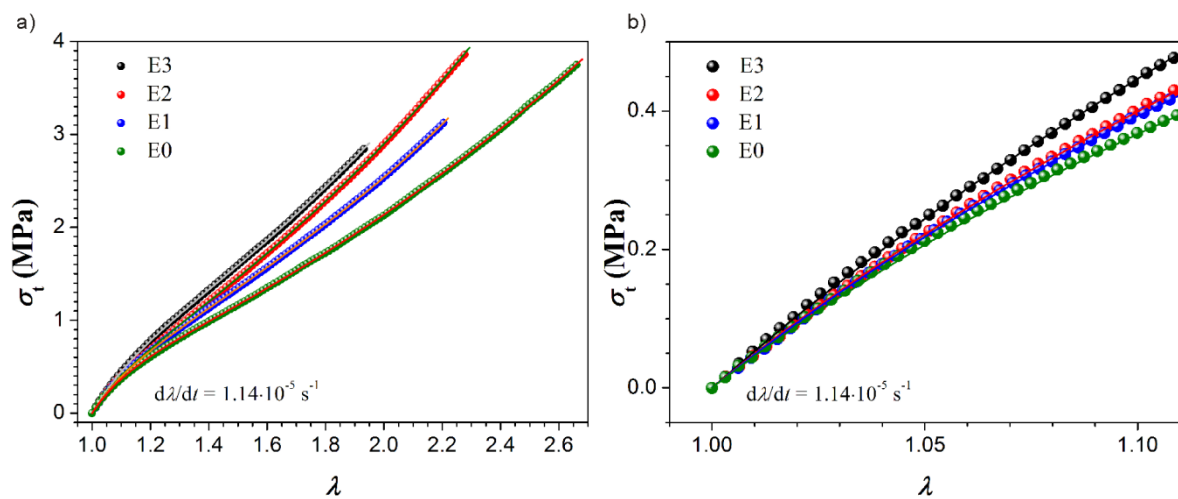 a)
σt (MPa)
4
3
2
1
0
E3
E2
E1
E0
dλ/dt = 1.14·10⁻⁵ s⁻¹
1.0 1.2 1.4 1.6 1.8 2.0 2.2 2.4 2.6
λ
b)
σt (MPa)
0.4
0.2
0.0
E3
E2
E1
E0
dλ/dt = 1.14·10⁻⁵ s⁻¹
1.00 1.05 1.10
λ